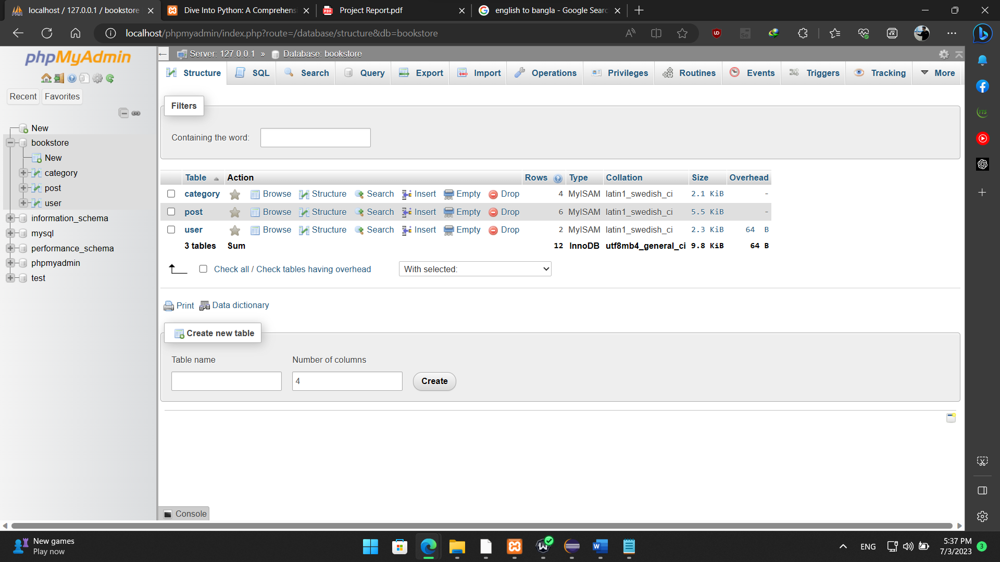 localhost / 127.0.0.1 / bookstore
Dive Into Python: A Comprehens
Project Report.pdf
english to bangla - Google Searc
localhost/phpmyadmin/index.php?route=/database/structure&db=bookstore
phpMyAdmin
Recent Favorites
New
bookstore
New
category
post
user
information_schema
mysql
performance_schema
phpmyadmin
test
Server: 127.0.0.1 » Database: bookstore
Structure SQL Search Query Export Import Operations Privileges Routines Events Triggers Tracking More
Filters
Containing the word:
Table Action Rows Type Collation Size Overhead
category Browse Structure Search Insert Empty Drop 4 MyISAM latin1_swedish_ci 2.1 KiB -
post Browse Structure Search Insert Empty Drop 6 MyISAM latin1_swedish_ci 5.5 KiB -
user Browse Structure Search Insert Empty Drop 2 MyISAM latin1_swedish_ci 2.3 KiB 64 B
3 tables Sum 12 InnoDB utf8mb4_general_ci 9.8 KiB 64 B
Check all / Check tables having overhead With selected:
Print Data dictionary
Create new table
Table name Number of columns
4 Create
Console
YTS
New games
Play now
ENG
5:37 PM
7/3/2023
3